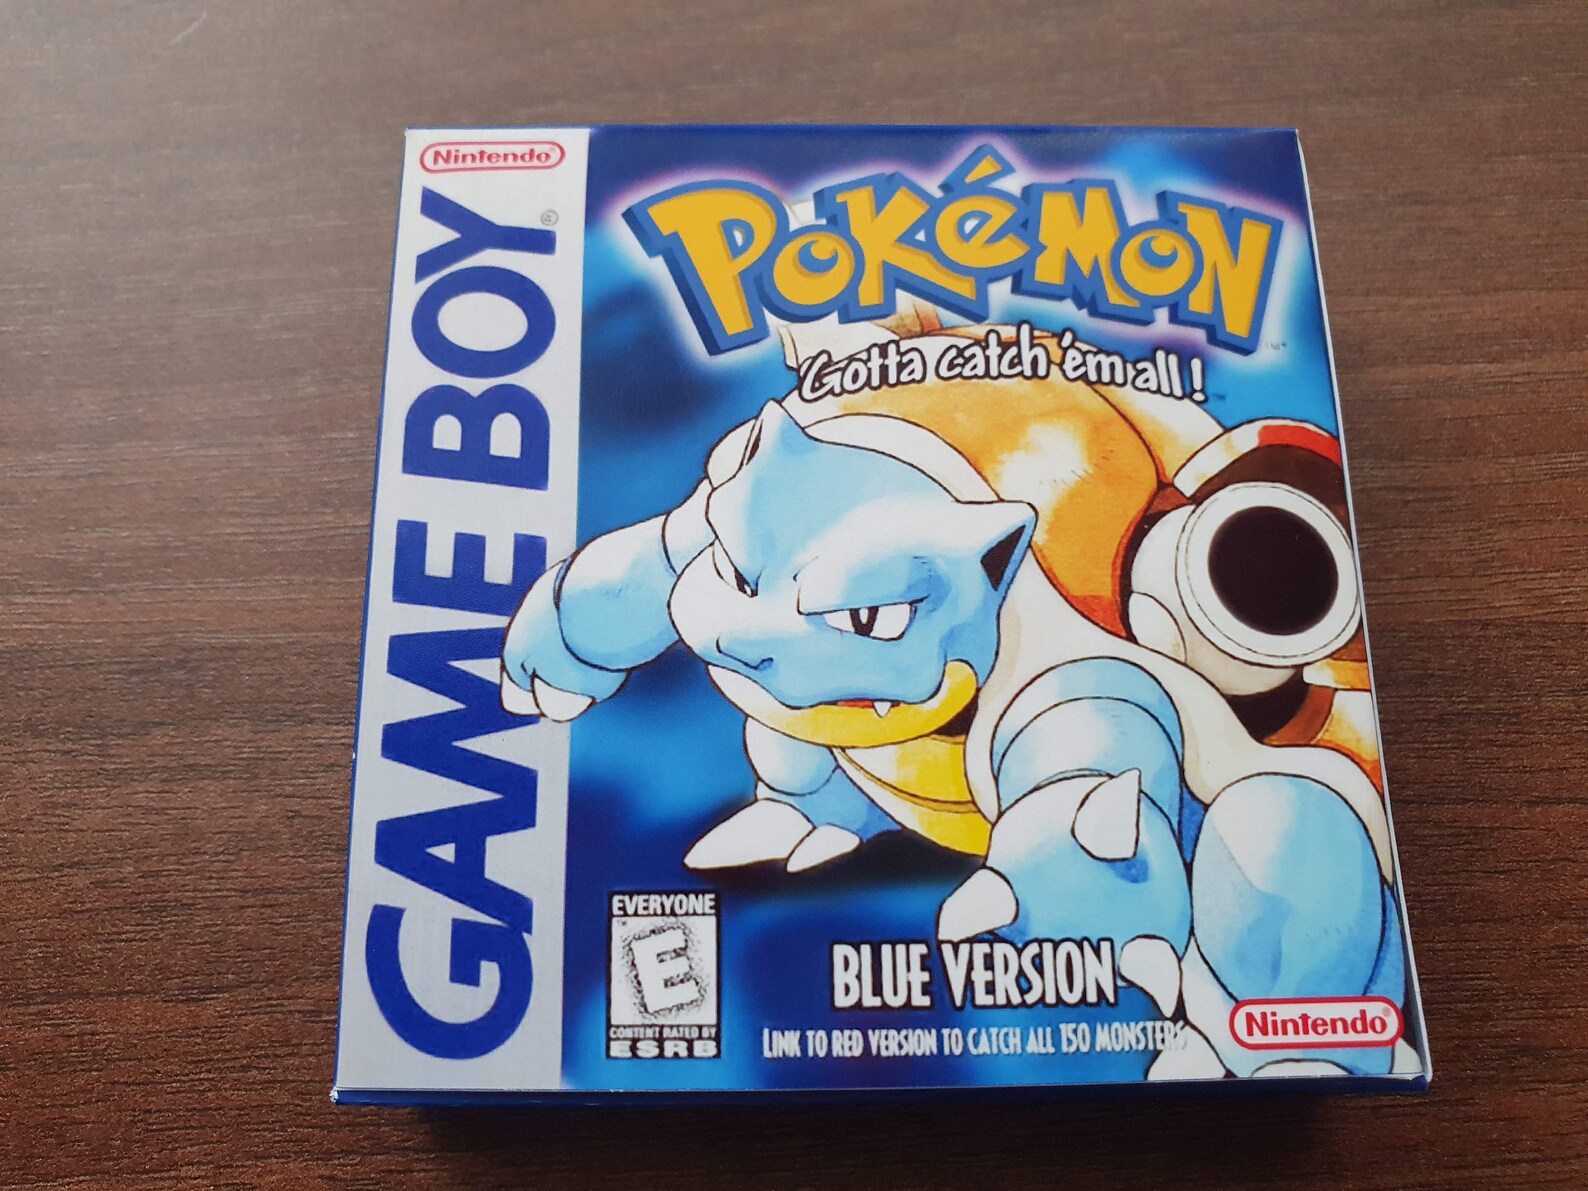 Nintendo®
GAME BOY®
POKéMON
Gotta catch 'em all!
EVERYONE
E
CONTENT RATED BY
ESRB
BLUE VERSION
LINK TO RED VERSION TO CATCH ALL 150 MONSTERS
Nintendo®